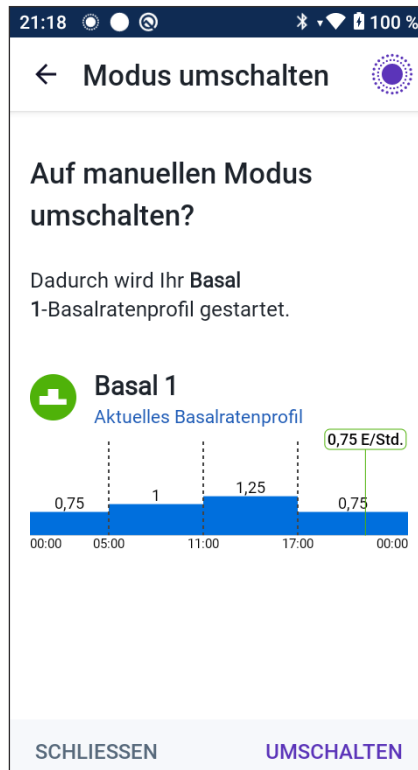 21:18 100 %
Modus umschalten
Auf manuellen Modus
umschalten?
Dadurch wird Ihr Basal
1-Basalratenprofil gestartet.
Basal 1
Aktuelles Basalratenprofil
0,75 E/Std.
0,75 1 1,25 0,75
00:00 05:00 11:00 17:00 00:00
SCHLIESSEN UMSCHALTEN